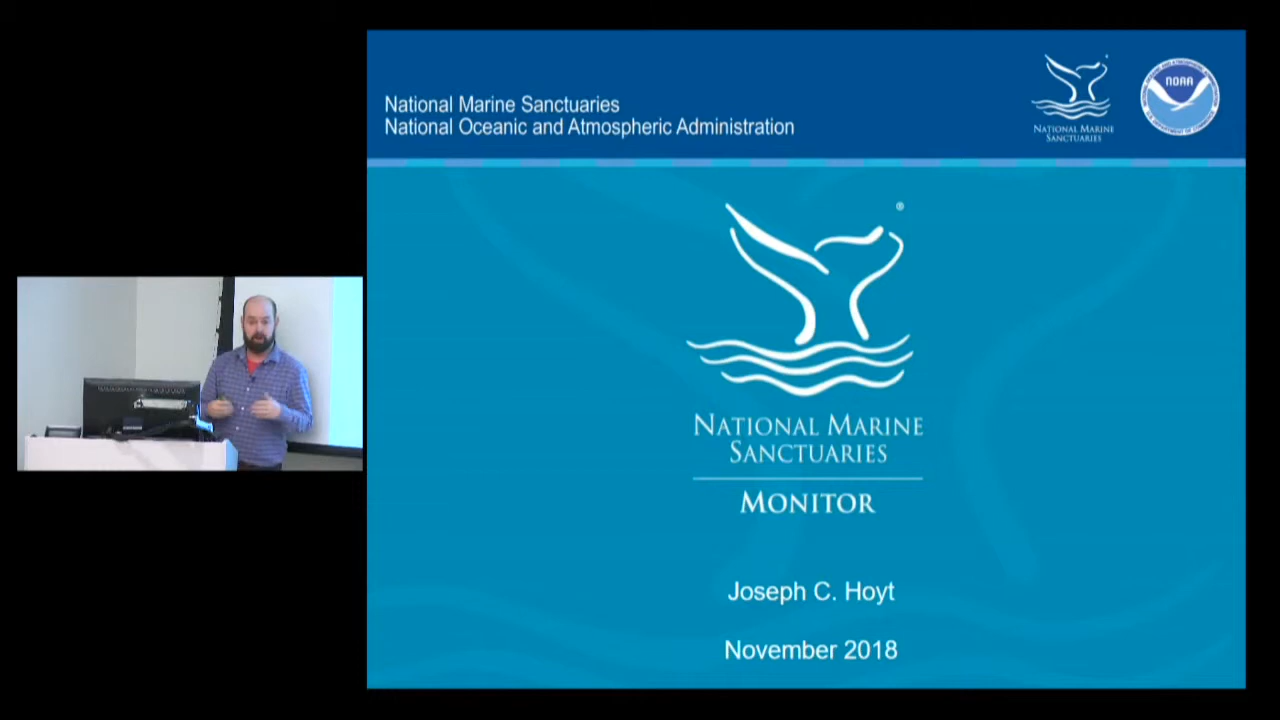 National Marine Sanctuaries
National Oceanic and Atmospheric Administration
NATIONAL MARINE
SANCTUARIES
NOAA
®
NATIONAL MARINE
SANCTUARIES
MONITOR
Joseph C. Hoyt
November 2018